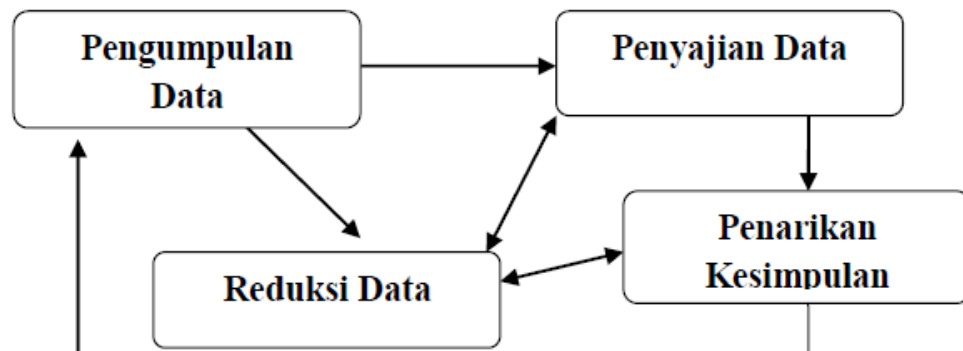 Pengumpulan
Data
Penyajian Data
Penarikan
Kesimpulan
Reduksi Data